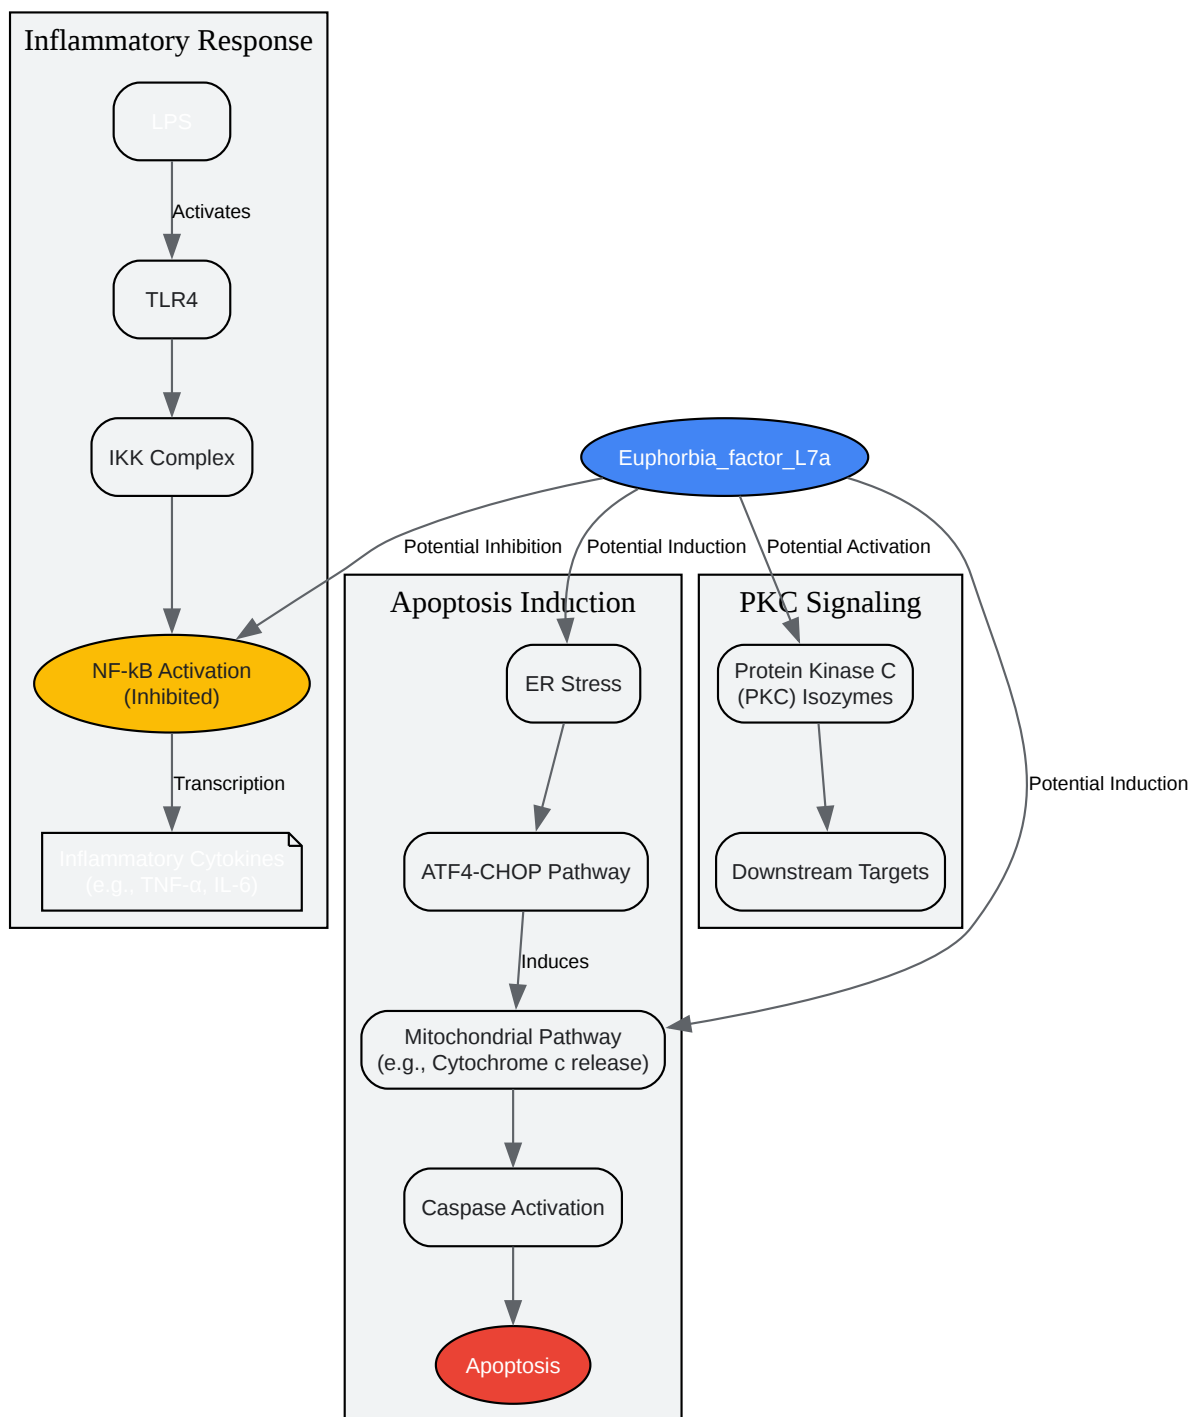 Inflammatory Response
LPS
Activates
TLR4
IKK Complex
Euphorbia_factor_L7a
Potential Inhibition
Potential Induction
Potential Activation
Apoptosis Induction
PKC Signaling
NF-kB Activation
(Inhibited)
ER Stress
Protein Kinase C
(PKC) Isozymes
Transcription
Potential Induction
Inflammatory Cytokines
(e.g., TNF-α, IL-6)
ATF4-CHOP Pathway
Downstream Targets
Induces
Mitochondrial Pathway
(e.g., Cytochrome c release)
Caspase Activation
Apoptosis